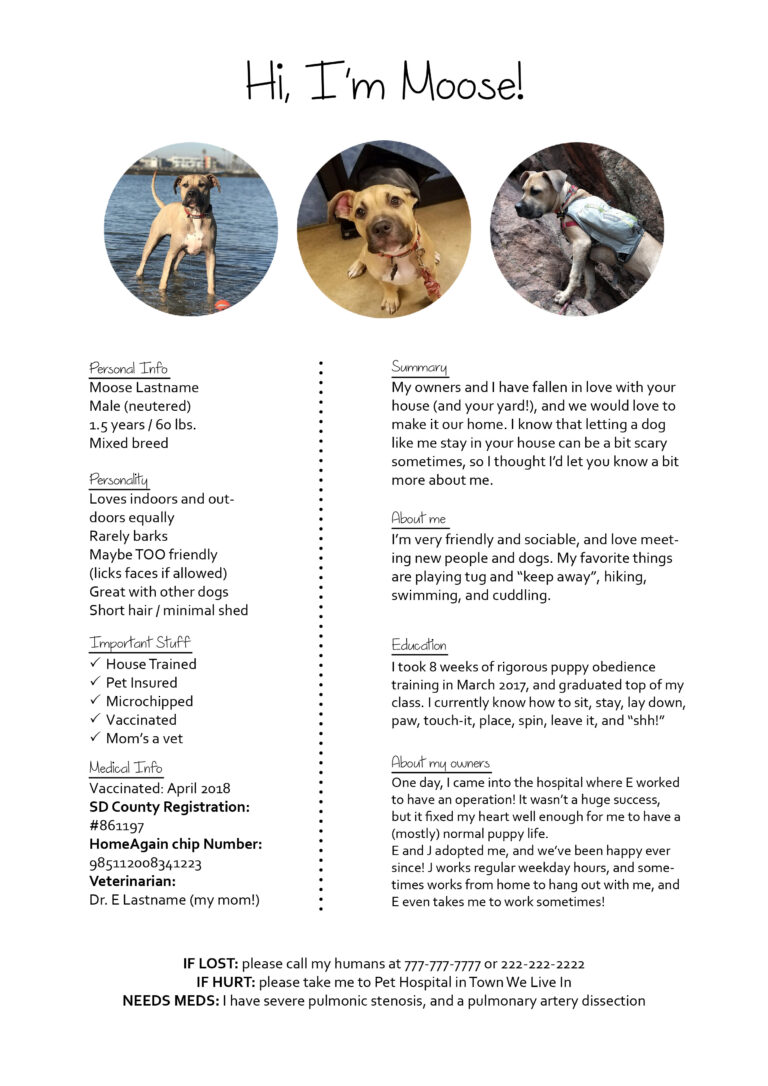 Hi, I'm Moose!
Personal Info
Moose Lastname
Male (neutered)
1.5 years / 60 lbs.
Mixed breed
Personality
Loves indoors and out-
doors equally
Rarely barks
Maybe TOO friendly
(licks faces if allowed)
Great with other dogs
Short hair / minimal shed
Important Stuff
✓ House Trained
✓ Pet Insured
✓ Microchipped
✓ Vaccinated
✓ Mom's a vet
Medical Info
Vaccinated: April 2018
SD County Registration:
#861197
HomeAgain chip Number:
985112008341223
Veterinarian:
Dr. E Lastname (my mom!)
Summary
My owners and I have fallen in love with your
house (and your yard!), and we would love to
make it our home. I know that letting a dog
like me stay in your house can be a bit scary
sometimes, so I thought I'd let you know a bit
more about me.
About me
I'm very friendly and sociable, and love meet-
ing new people and dogs. My favorite things
are playing tug and "keep away", hiking,
swimming, and cuddling.
Education
I took 8 weeks of rigorous puppy obedience
training in March 2017, and graduated top of my
class. I currently know how to sit, stay, lay down,
paw, touch-it, place, spin, leave it, and "shh!"
About my owners
One day, I came into the hospital where E worked
to have an operation! It wasn't a huge success,
but it fixed my heart well enough for me to have a
(mostly) normal puppy life.
E and J adopted me, and we've been happy ever
since! J works regular weekday hours, and some-
times works from home to hang out with me, and
E even takes me to work sometimes!
IF LOST: please call my humans at 777-777-7777 or 222-222-2222
IF HURT: please take me to Pet Hospital in Town We Live In
NEEDS MEDS: I have severe pulmonic stenosis, and a pulmonary artery dissection